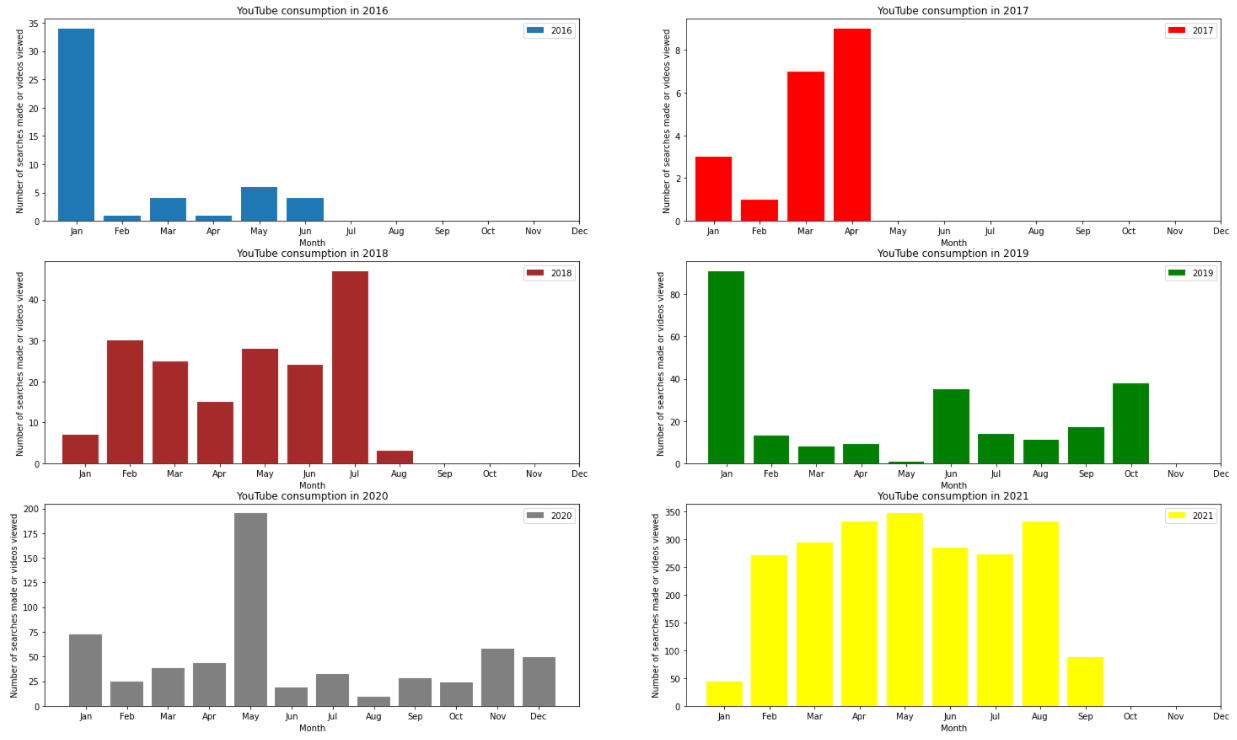 YouTube consumption in 2016
Number of searches made or videos viewed
35
30
25
20
15
10
5
0
2016
Jan Feb Mar Apr May Jun Jul Aug Sep Oct Nov Dec
Month
YouTube consumption in 2017
Number of searches made or videos viewed
8
6
4
2
0
2017
Jan Feb Mar Apr May Jun Jul Aug Sep Oct Nov Dec
Month
YouTube consumption in 2018
Number of searches made or videos viewed
40
30
20
10
0
2018
Jan Feb Mar Apr May Jun Jul Aug Sep Oct Nov Dec
Month
YouTube consumption in 2019
Number of searches made or videos viewed
80
60
40
20
0
2019
Jan Feb Mar Apr May Jun Jul Aug Sep Oct Nov Dec
Month
YouTube consumption in 2020
Number of searches made or videos viewed
200
175
150
125
100
75
50
25
0
2020
Jan Feb Mar Apr May Jun Jul Aug Sep Oct Nov Dec
Month
YouTube consumption in 2021
Number of searches made or videos viewed
350
300
250
200
150
100
50
0
2021
Jan Feb Mar Apr May Jun Jul Aug Sep Oct Nov Dec
Month